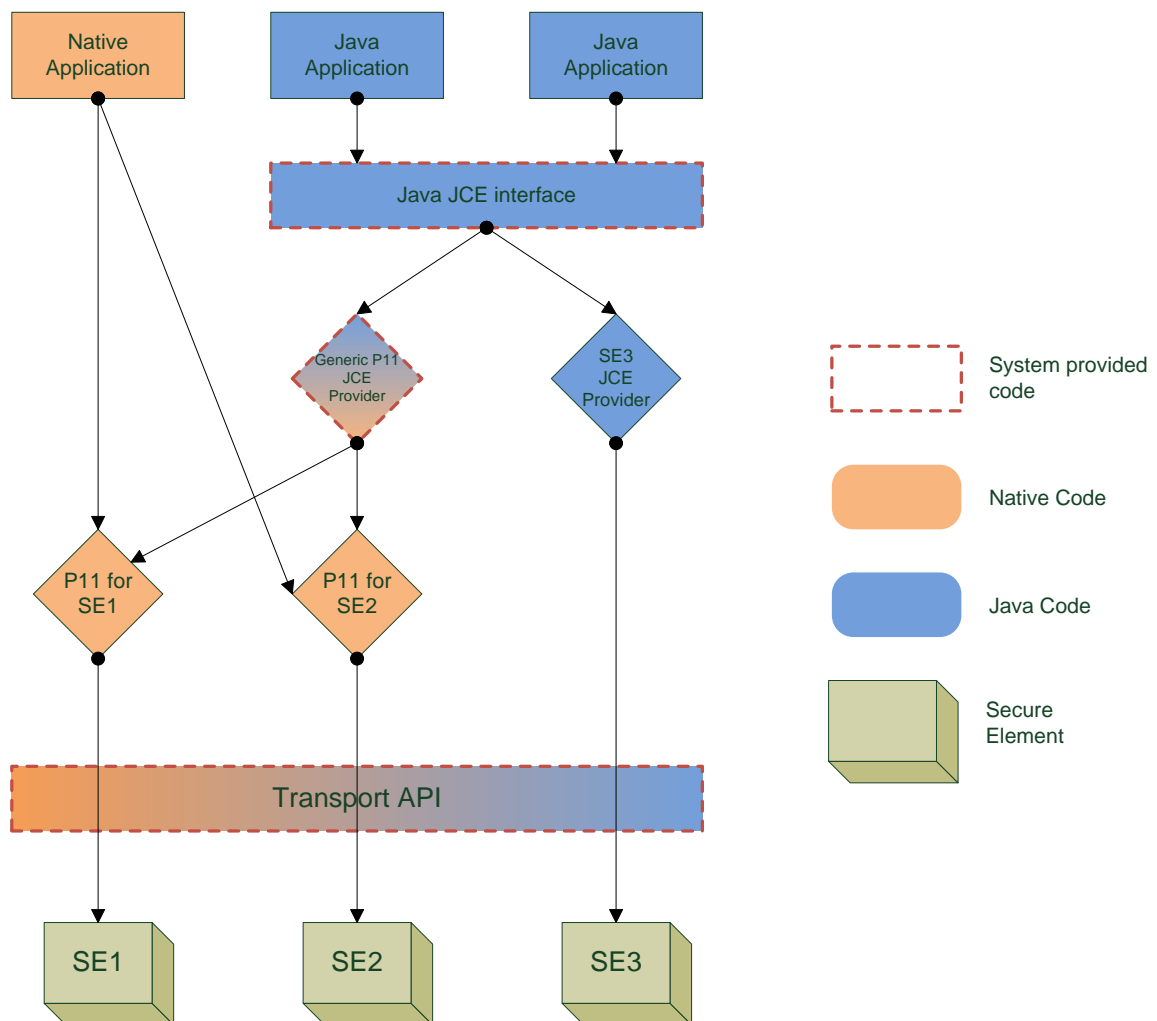 Native
Application
Java
Application
Java
Application
Java JCE interface
Generic P11
JCE
Provider
SE3
JCE
Provider
System provided
code
Native Code
P11 for
SE1
P11 for
SE2
Java Code
Secure
Element
Transport API
SE1
SE2
SE3